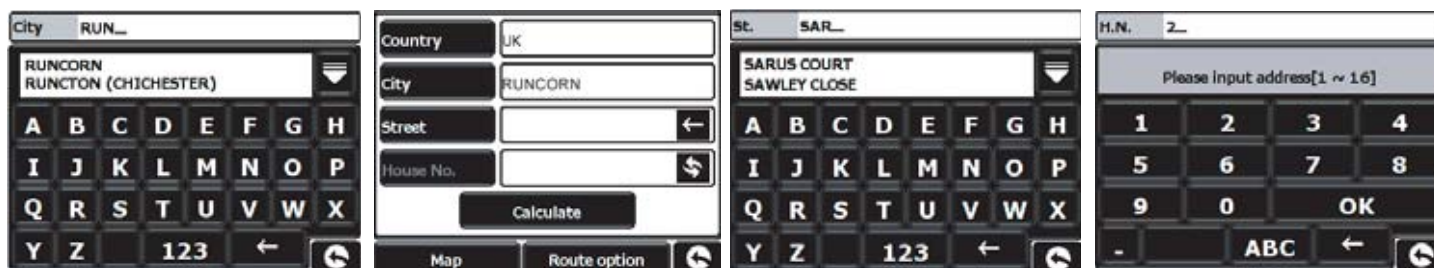 City RUN_
RUNCORN
RUNCTON (CHICHESTER)
A B C D E F G H
I J K L M N O P
Q R S T U V W X
Y Z 123 ←
Country UK
City RUNCORN
Street ←
House No.
Calculate
Map Route option
St. SAR_
SARUS COURT
SAWLEY CLOSE
A B C D E F G H
I J K L M N O P
Q R S T U V W X
Y Z 123 ←
H.N. 2_
Please input address[1 ~ 16]
1 2 3 4
5 6 7 8
9 0 OK
- ABC ←